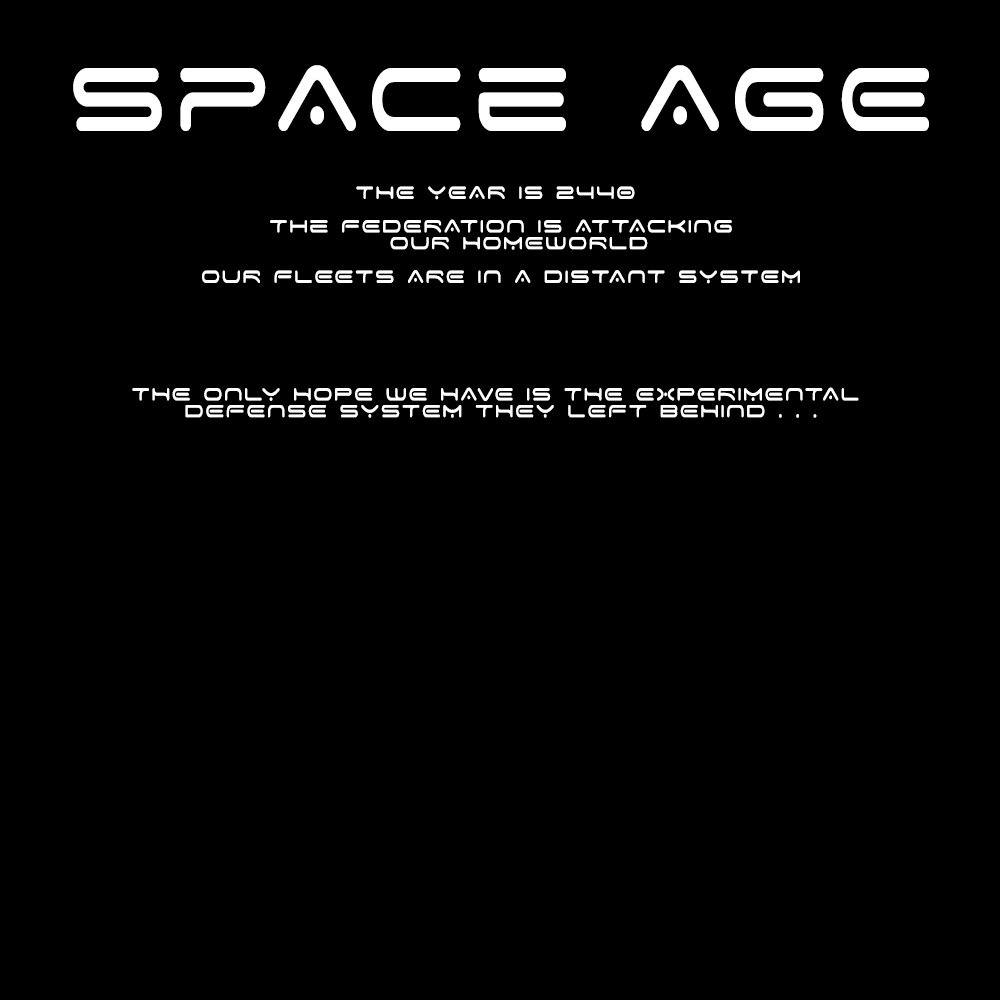 SPACE AGE
THE YEAR IS 2440
THE FEDERATION IS ATTACKING
OUR HOMEWORLD
OUR FLEETS ARE IN A DISTANT SYSTEM
THE ONLY HOPE WE HAVE IS THE EXPERIMENTAL
DEFENSE SYSTEM THEY LEFT BEHIND . . .